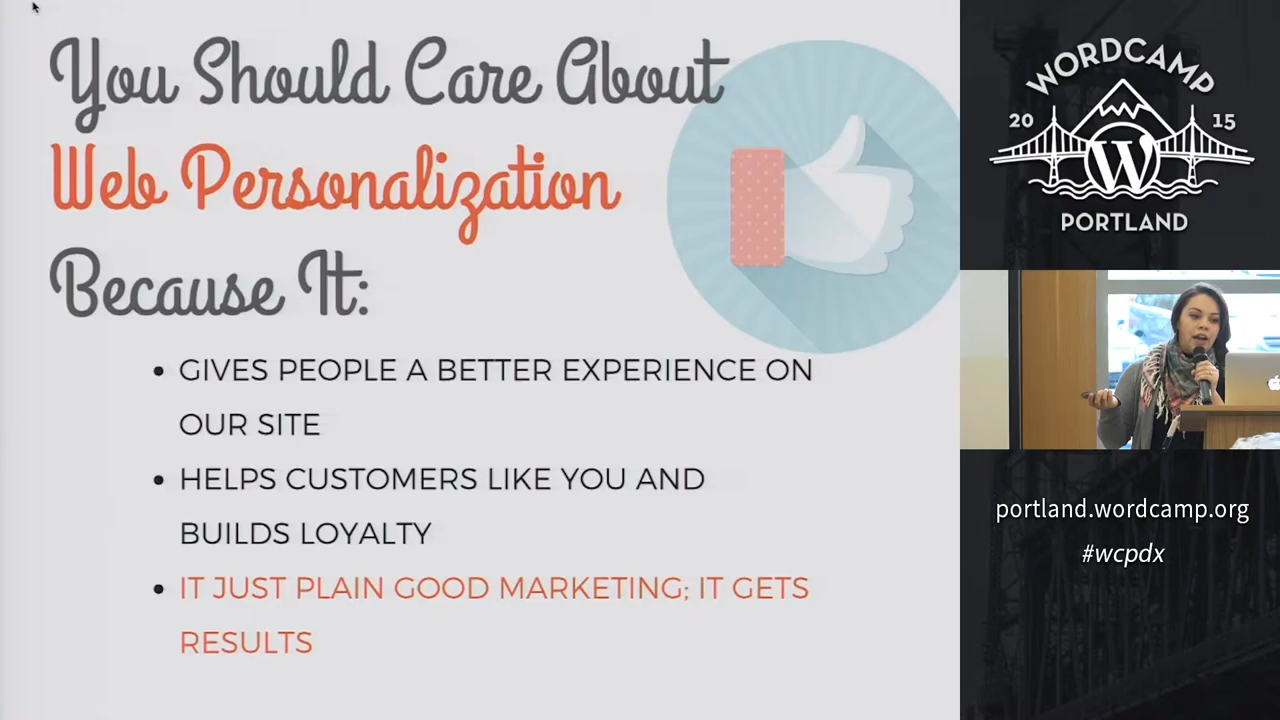 You Should Care About
Web Personalization
Because It:
• GIVES PEOPLE A BETTER EXPERIENCE ON
OUR SITE
• HELPS CUSTOMERS LIKE YOU AND
BUILDS LOYALTY
• IT JUST PLAIN GOOD MARKETING; IT GETS
RESULTS
WORDCAMP
20 15
W
PORTLAND
portland.wordcamp.org
#wcpdx